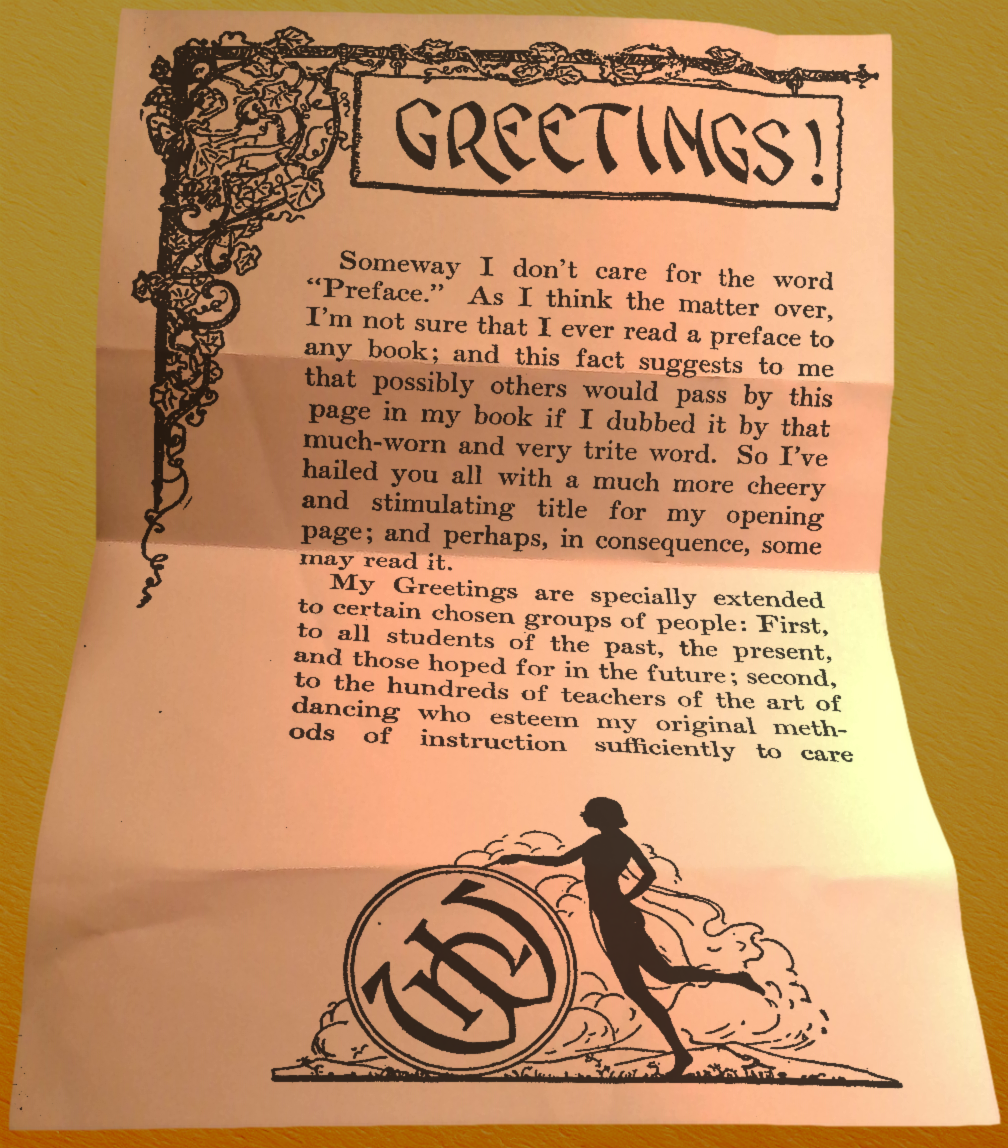 GREETINGS!
Someway I don't care for the word
"Preface." As I think the matter over,
I'm not sure that I ever read a preface to
any book; and this fact suggests to me
that possibly others would pass by this
page in my book if I dubbed it by that
much-worn and very trite word. So I've
hailed you all with a much more cheery
and stimulating title for my opening
page; and perhaps, in consequence, some
may read it.
My Greetings are specially extended
to certain chosen groups of people: First,
to all students of the past, the present,
and those hoped for in the future; second,
to the hundreds of teachers of the art of
dancing who esteem my original meth-
ods of instruction sufficiently to care